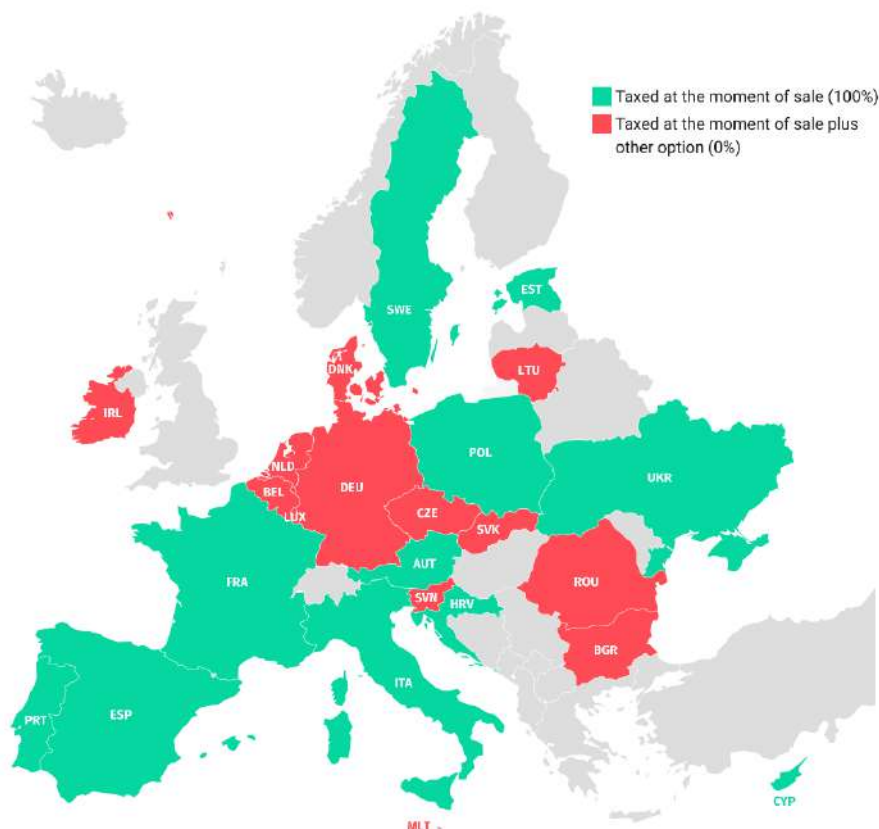 Taxed at the moment of sale (100%)
Taxed at the moment of sale plus
other option (0%)
EST
SWE
DNK
LTU
IRL
POL
NLD
UKR
DEU
BEL
CZE
LUX
SVK
AUT
FRA
ROU
SVN
HRV
BGR
ITA
ESP
PRT
CYP
MLT